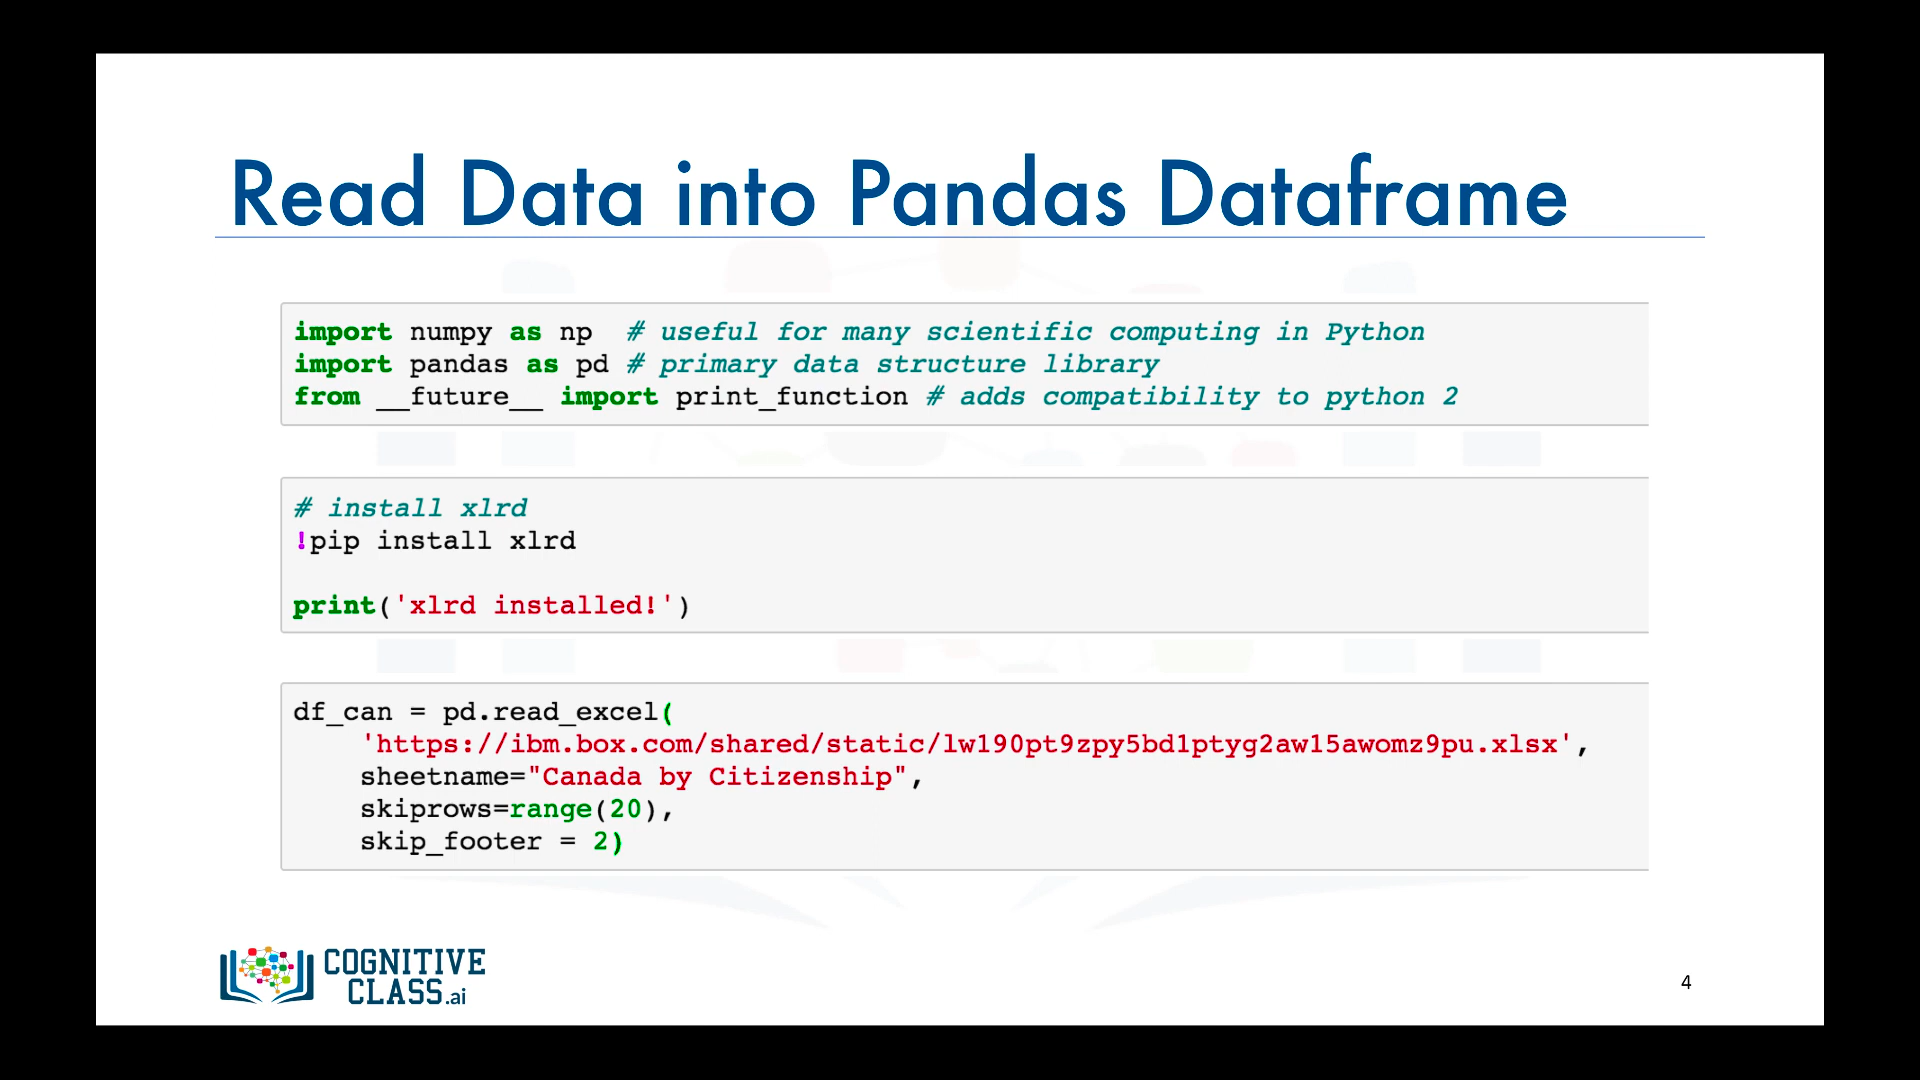 Read Data into Pandas Dataframe
import numpy as np  # useful for many scientific computing in Python
import pandas as pd # primary data structure library
from __future__ import print_function # adds compatibility to python 2
# install xlrd
!pip install xlrd
print('xlrd installed!')
df_can = pd.read_excel(
    'https://ibm.box.com/shared/static/lw190pt9zpy5bd1ptyg2aw15awomz9pu.xlsx',
    sheetname="Canada by Citizenship",
    skiprows=range(20),
    skip_footer = 2)
COGNITIVE
CLASS.ai
4